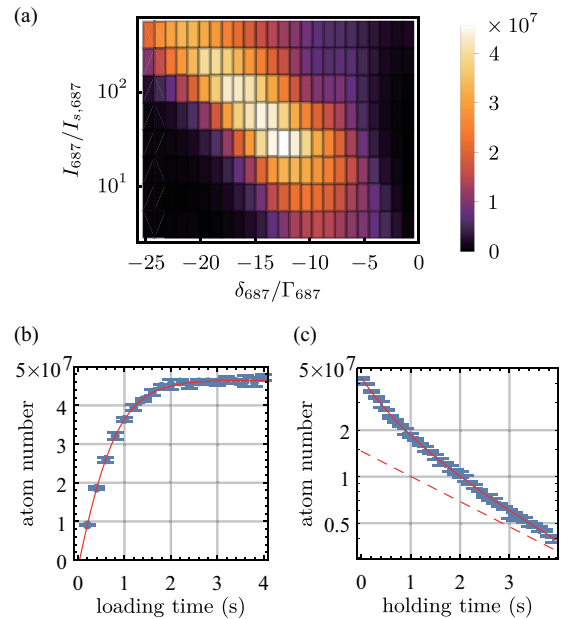 (a)
×10⁷
4
3
2
1
0
I₆₈₇/Iₛ,₆₈₇
10²
10¹
−25 −20 −15 −10 −5 0
δ₆₈₇/Γ₆₈₇
(b)
5×10⁷
4
3
2
1
0
atom number
0 1 2 3 4
loading time (s)
(c)
5×10⁷
2
1
0.5
atom number
0 1 2 3
holding time (s)